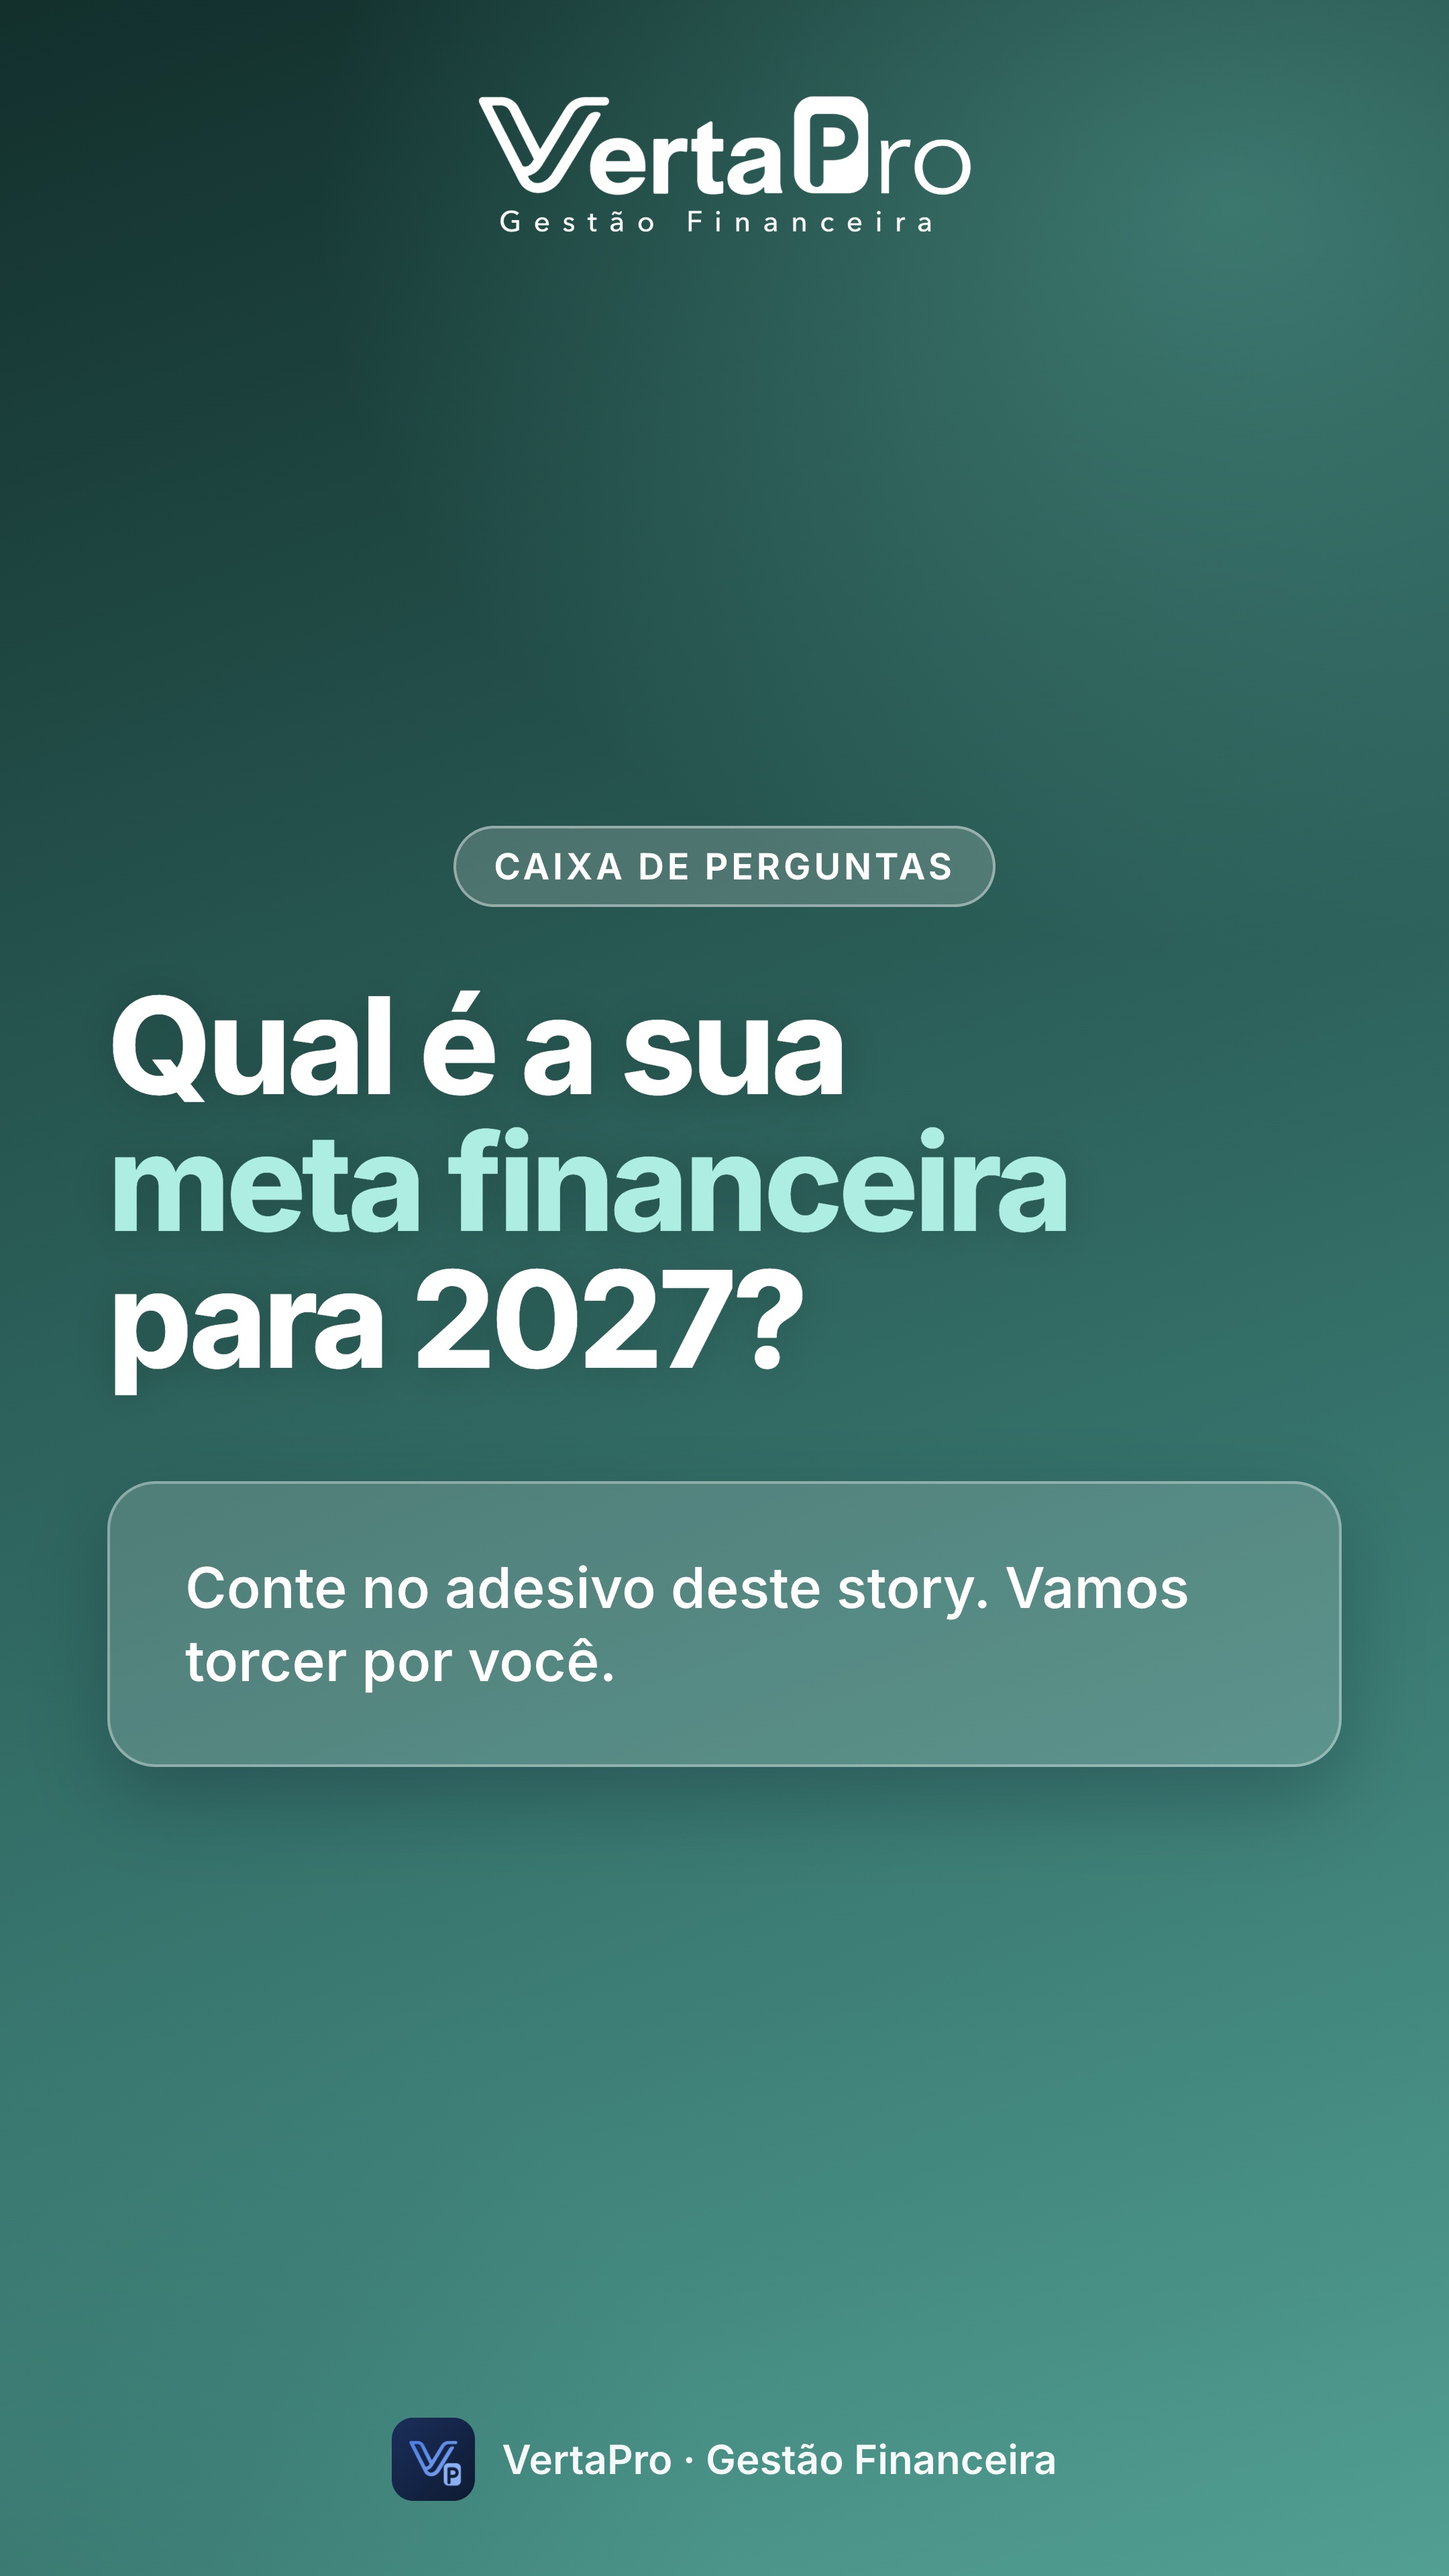 VertaPro
Gestão Financeira
CAIXA DE PERGUNTAS
Qual é a sua
meta financeira
para 2027?
Conte no adesivo deste story. Vamos
torcer por você.
VP
VertaPro · Gestão Financeira